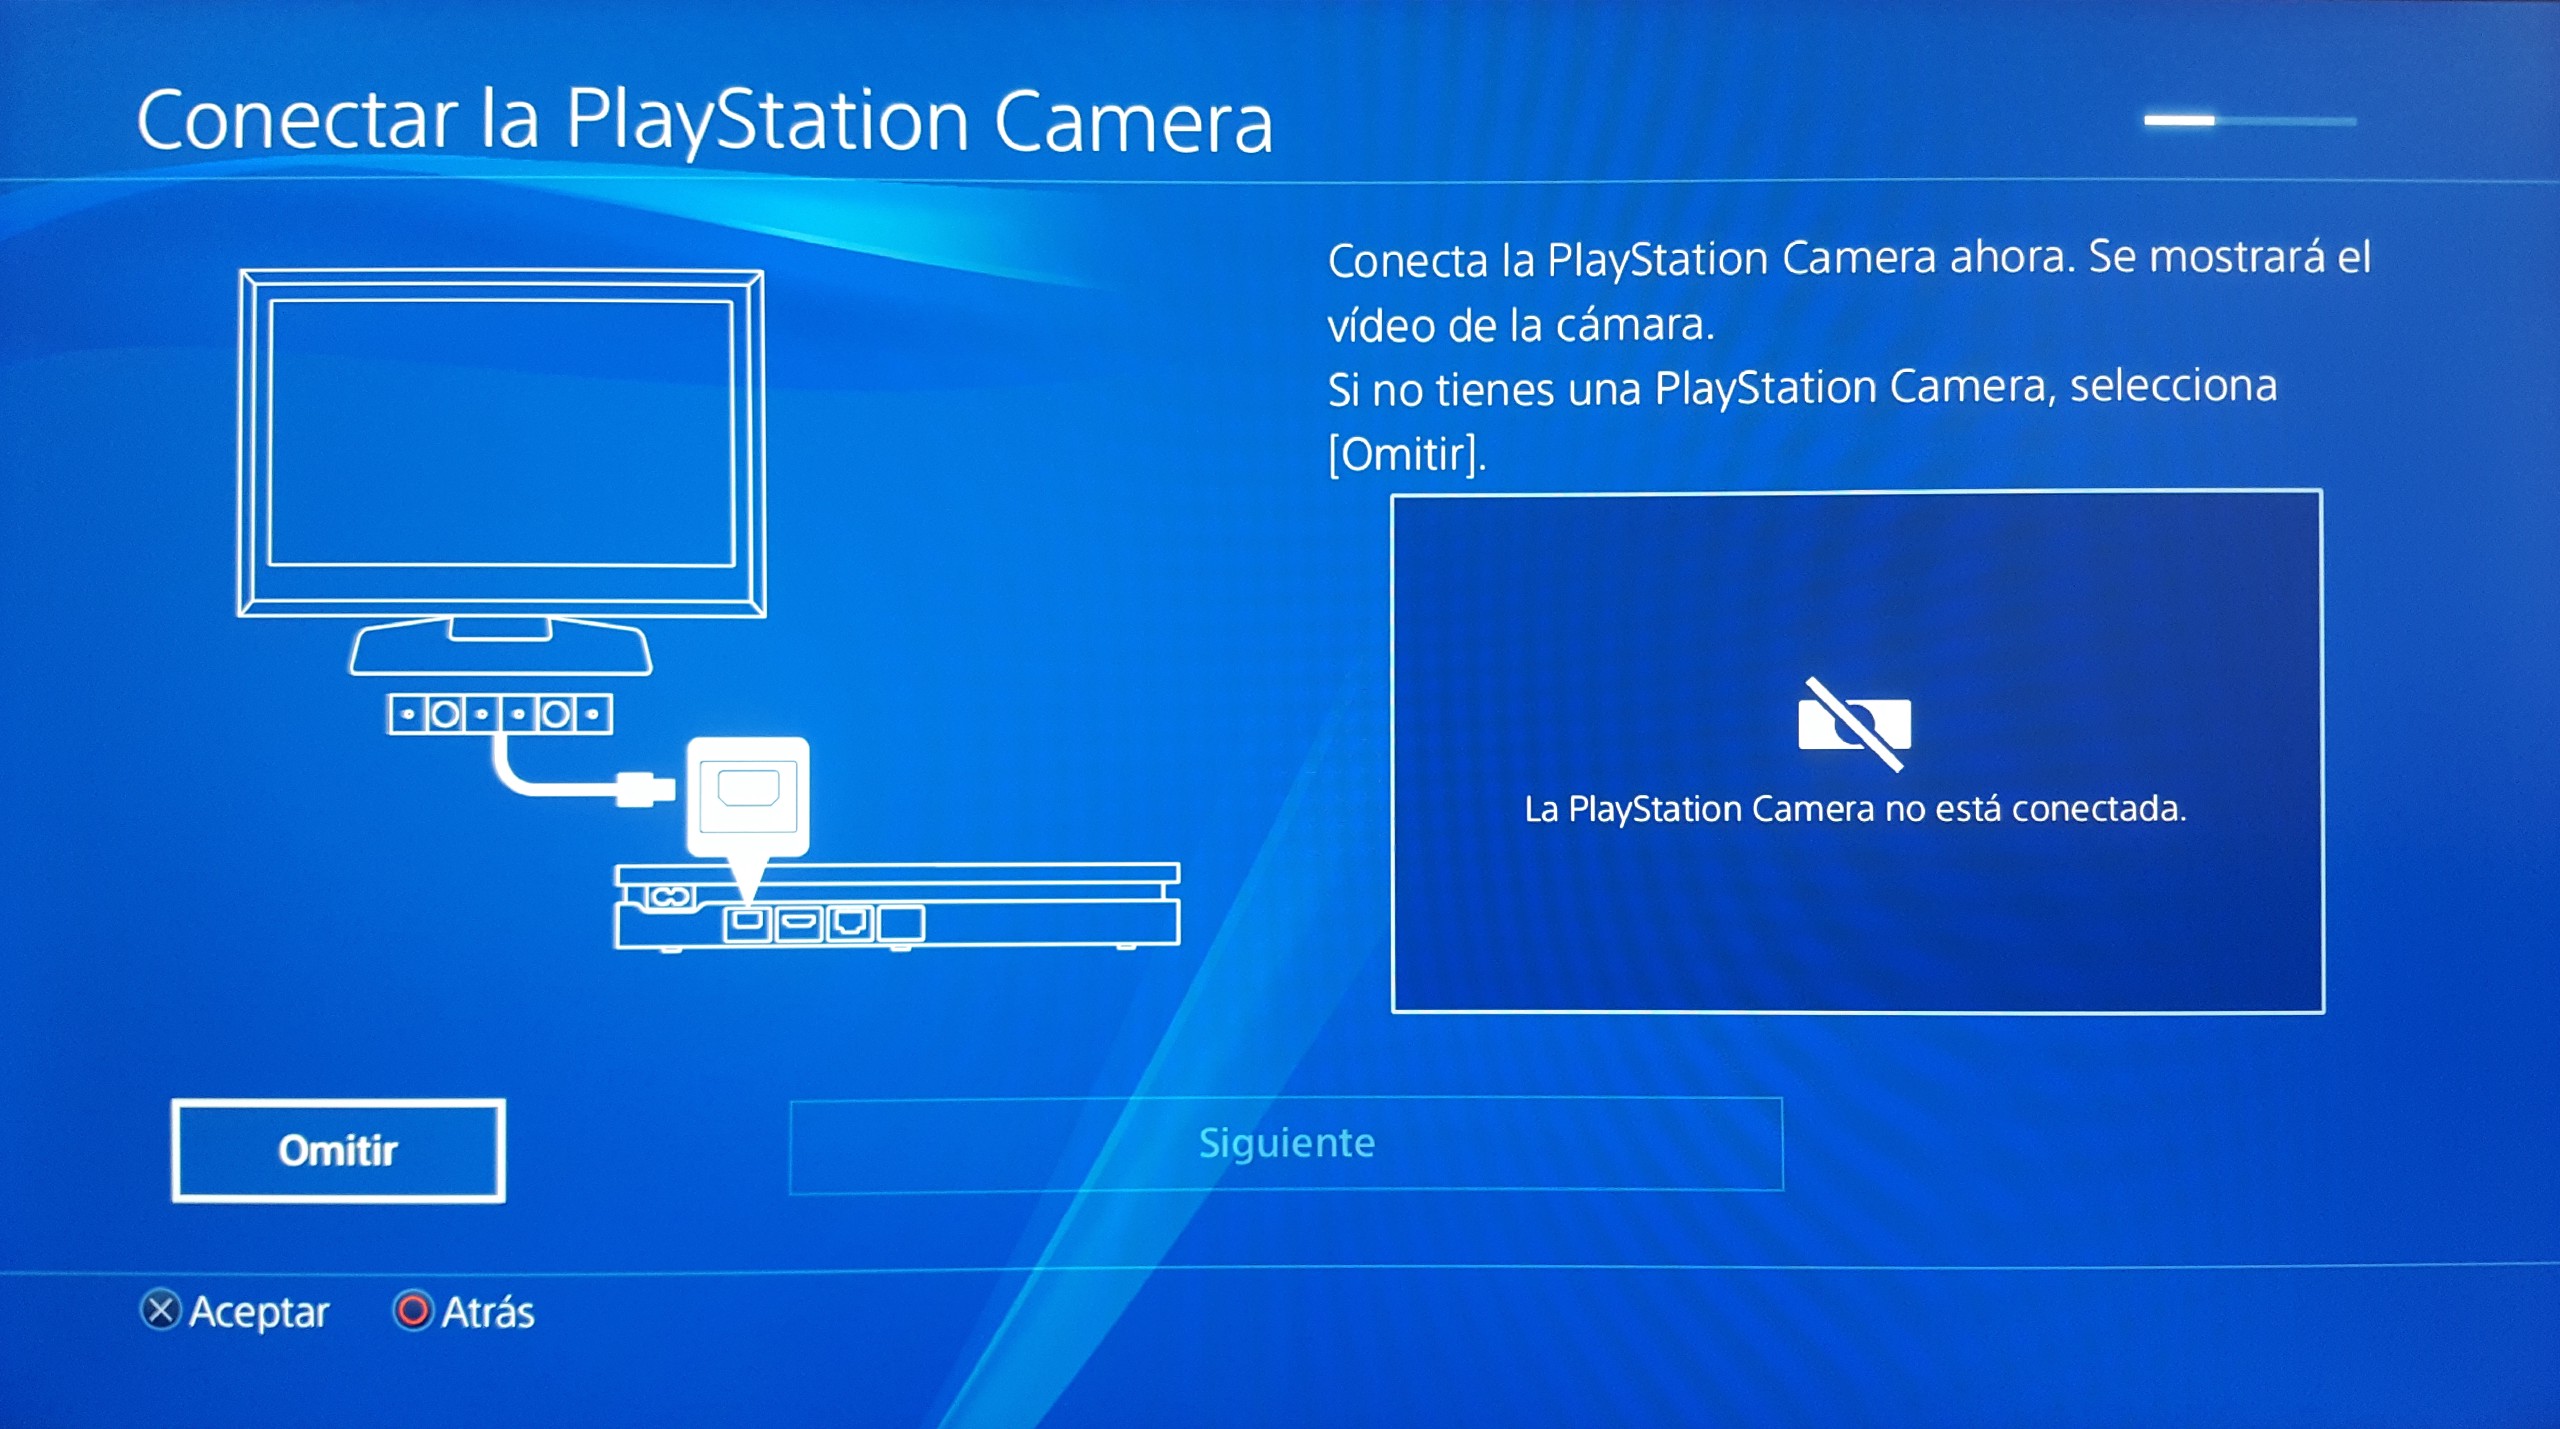 Conectar la PlayStation Camera
Conecta la PlayStation Camera ahora. Se mostrará el
vídeo de la cámara.
Si no tienes una PlayStation Camera, selecciona
[Omitir].
La PlayStation Camera no está conectada.
Omitir
Siguiente
Aceptar
Atrás